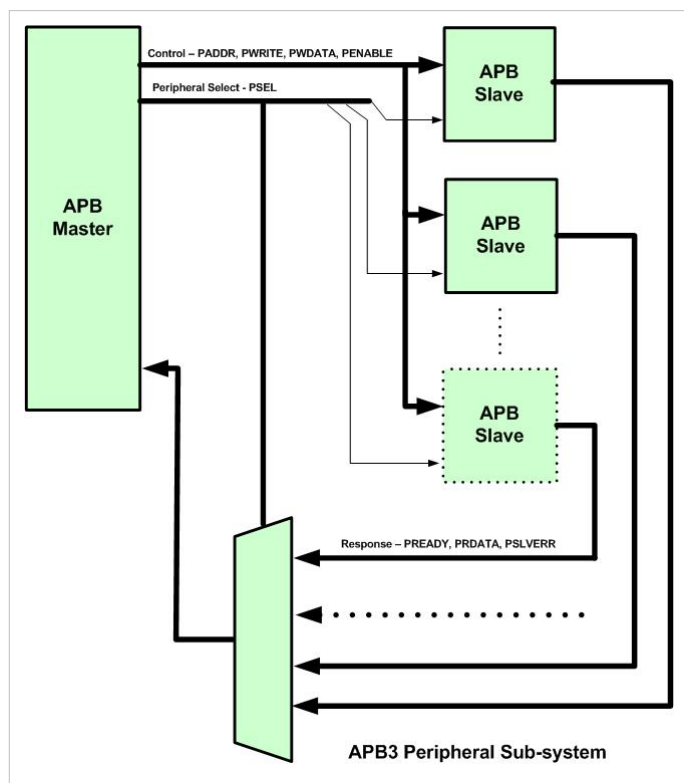 Control – PADDR, PWRITE, PWDATA, PENABLE
Peripheral Select - PSEL
APB
Master
APB
Slave
APB
Slave
APB
Slave
Response – PREADY, PRDATA, PSLVERR
APB3 Peripheral Sub-system